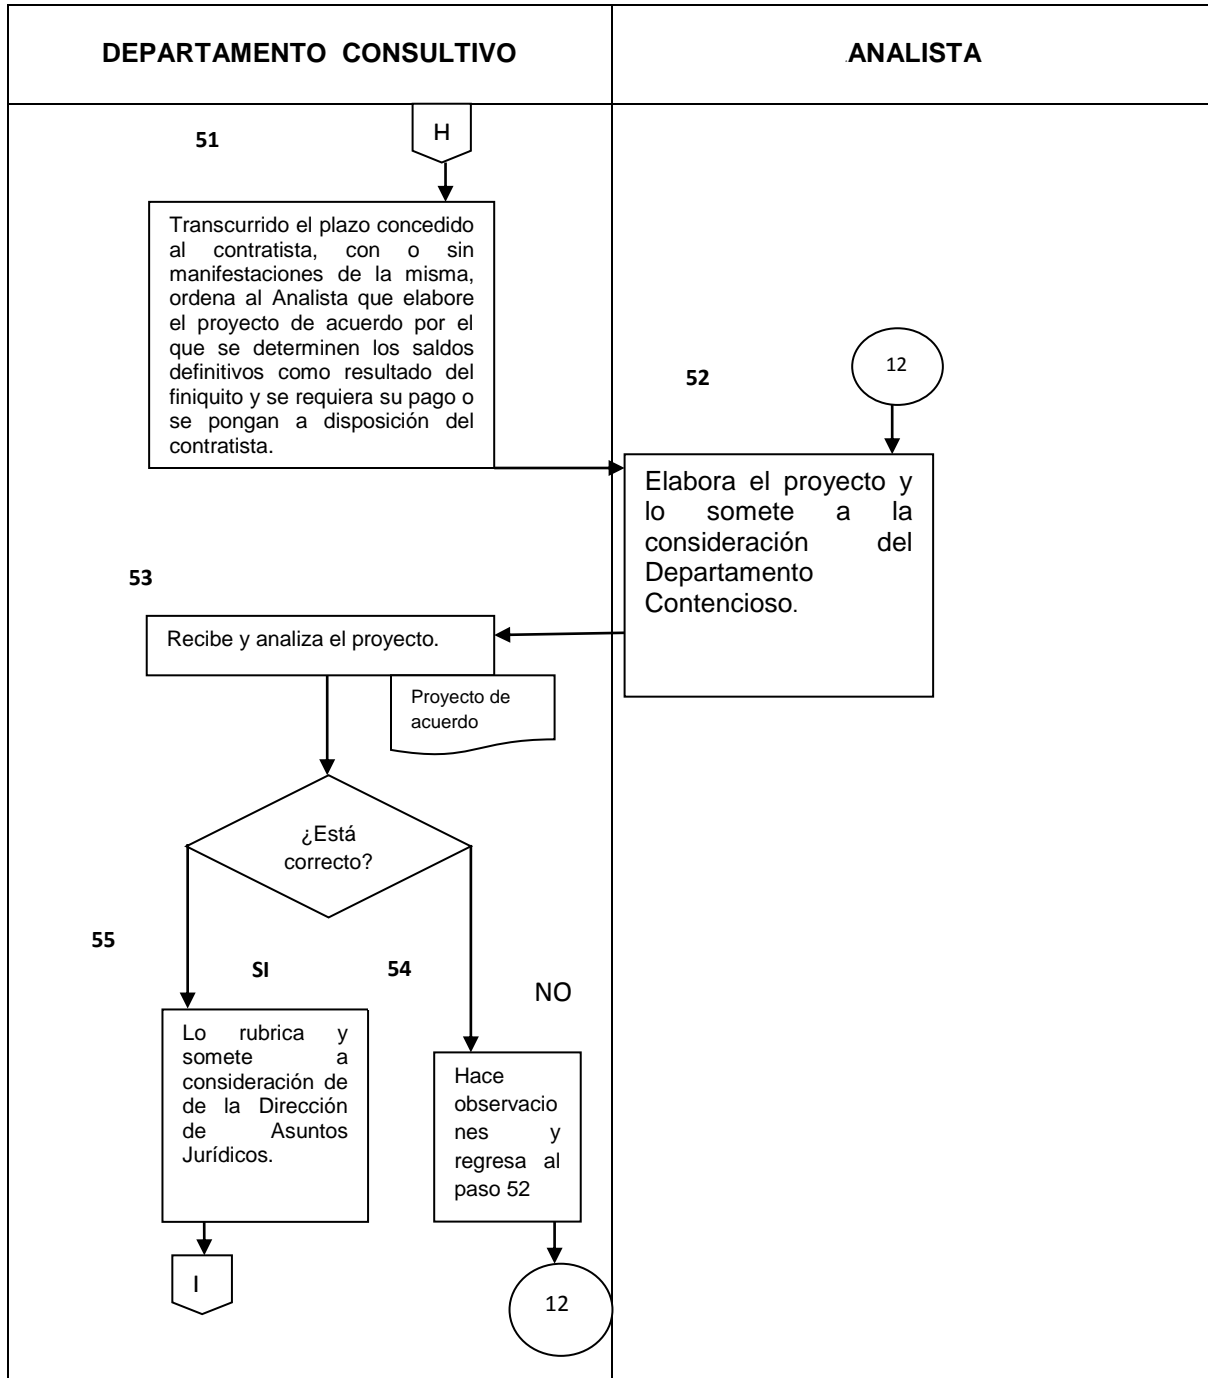 DEPARTAMENTO CONSULTIVO
.ANALISTA
51
H
Transcurrido el plazo concedido
al contratista, con o sin
manifestaciones de la misma,
ordena al Analista que elabore
el proyecto de acuerdo por el
que se determinen los saldos
definitivos como resultado del
finiquito y se requiera su pago o
se pongan a disposición del
contratista.
52
12
Elabora el proyecto y
lo somete a la
consideración del
Departamento
Contencioso.
53
Recibe y analiza el proyecto.
Proyecto de
acuerdo
¿Está
correcto?
55
SI
54
NO
Lo rubrica y
somete a
consideración de
de la Dirección
de Asuntos
Jurídicos.
Hace
observacio
nes y
regresa al
paso 52
I
12